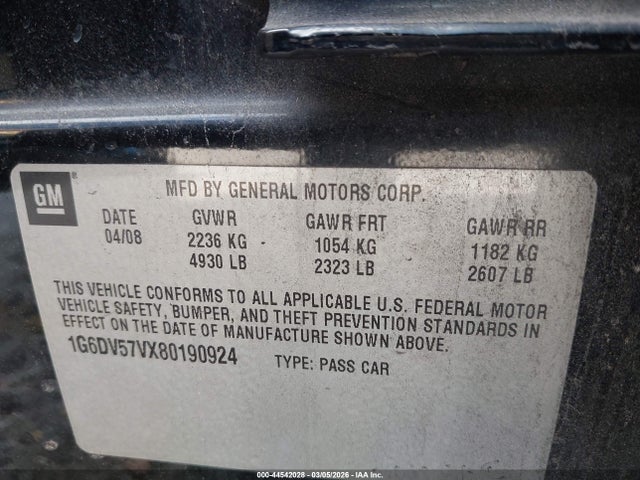 GM
MFD BY GENERAL MOTORS CORP.
DATE GVWR GAWR FRT GAWR RR
04/08 2236 KG 1054 KG 1182 KG
4930 LB 2323 LB 2607 LB
THIS VEHICLE CONFORMS TO ALL APPLICABLE U.S. FEDERAL MOTOR
VEHICLE SAFETY, BUMPER, AND THEFT PREVENTION STANDARDS IN
EFFECT ON THE DATE OF MANUFACTURE SHOWN ABOVE.
1G6DV57VX80190924 TYPE: PASS CAR
000-44542028 - 03/05/2026 - IAAI.COM